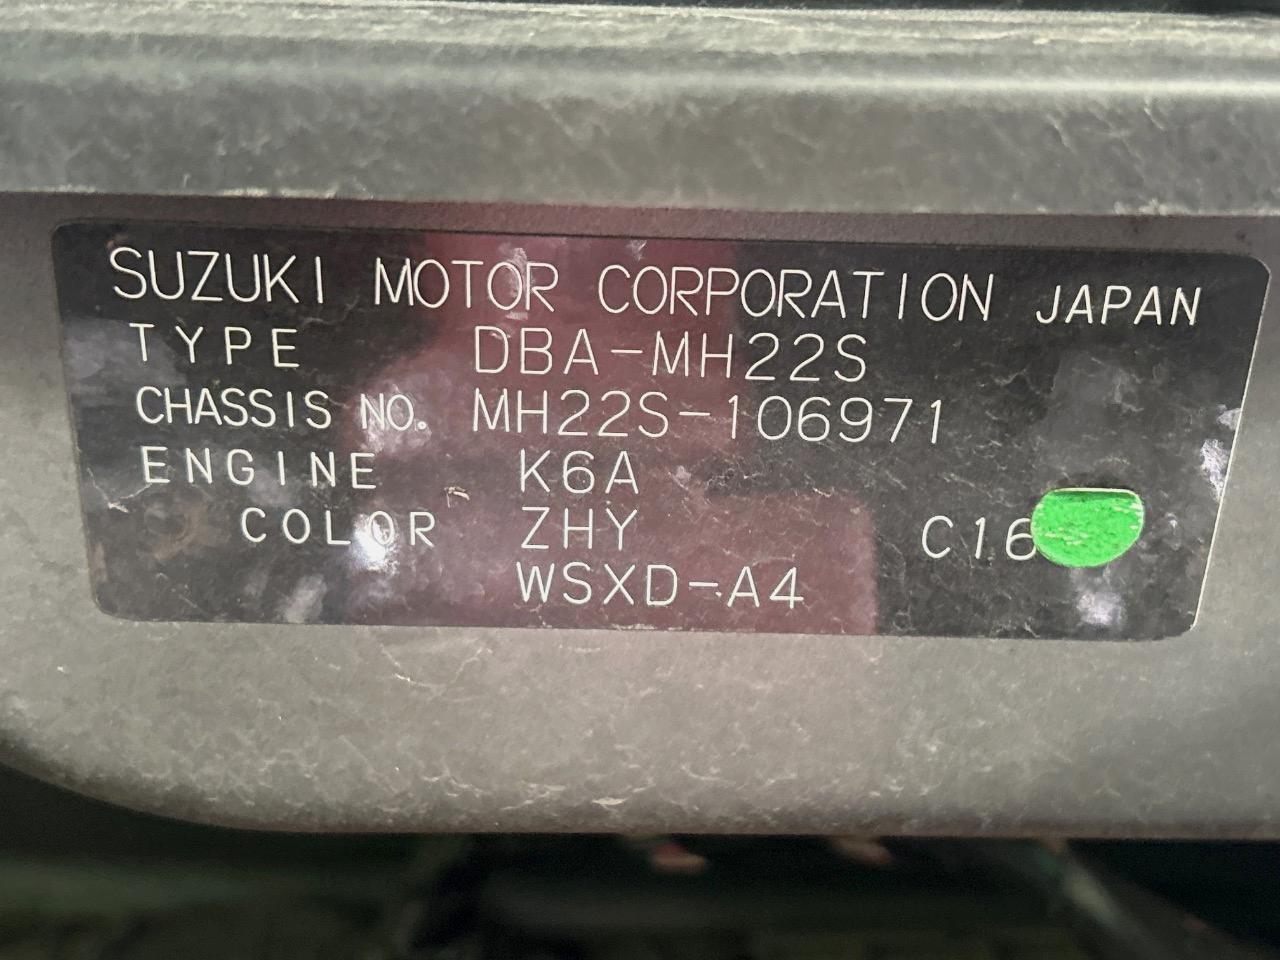 SUZUKI MOTOR CORPORATION JAPAN
TYPE DBA-MH22S
CHASSIS NO. MH22S-106971
ENGINE K6A
COLOR ZHY C16
WSXD-A4